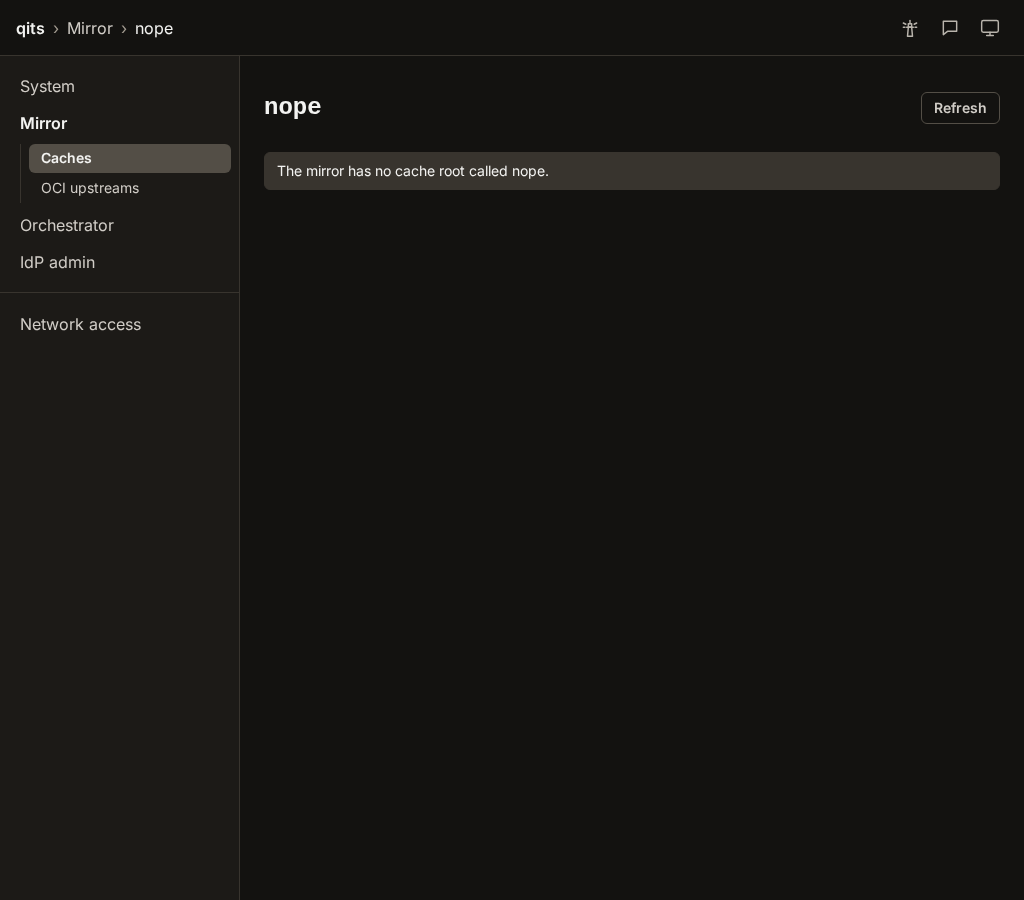 qits › Mirror › nope
System
Mirror
Caches
OCI upstreams
Orchestrator
IdP admin
Network access
nope
Refresh
The mirror has no cache root called nope.